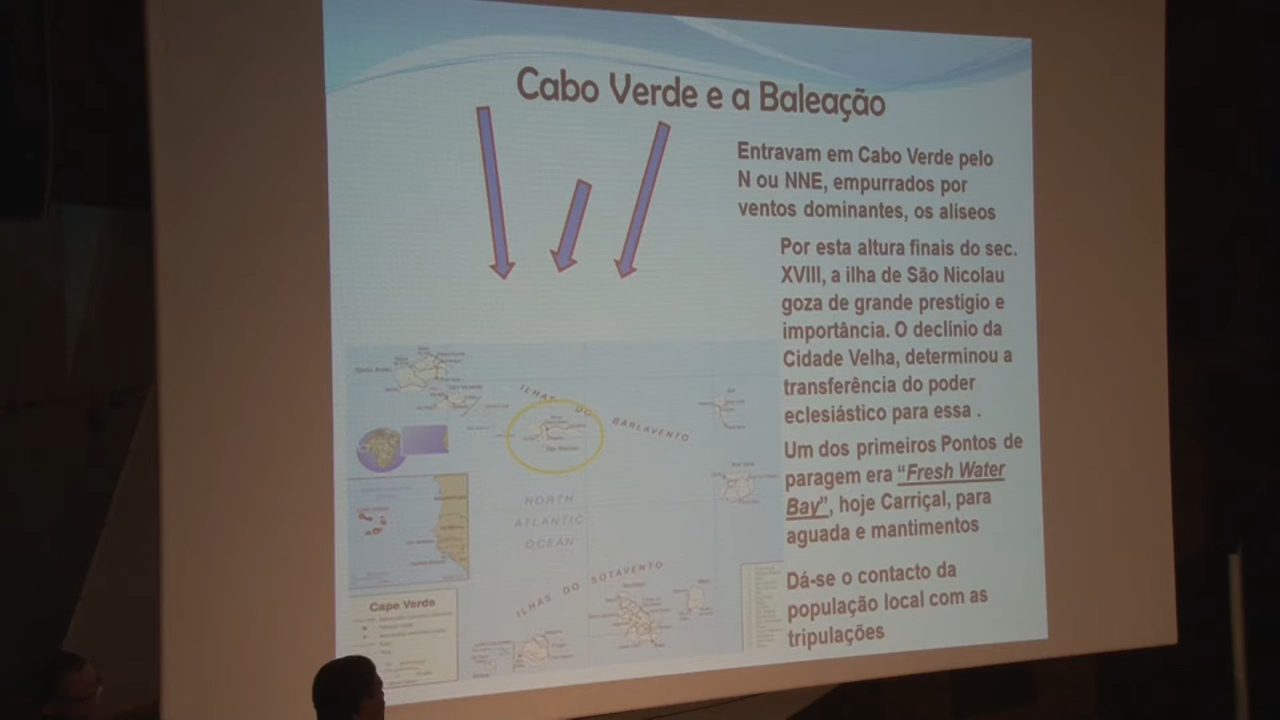 Cabo Verde e a Baleação
Entravam em Cabo Verde pelo
N ou NNE, empurrados por
ventos dominantes, os aliseos
Por esta altura finais do sec.
XVIII, a ilha de São Nicolau
goza de grande prestígio e
importância. O declínio da
Cidade Velha, determinou a
transferência do poder
eclesiástico para essa .
Um dos primeiros Pontos de
paragem era “Fresh Water
Bay”, hoje Carriçal, para
aguada e mantimentos
Dá-se o contacto da
população local com as
tripulações
ILHAS DO BARLAVENTO
NORTH
ATLANTIC
OCEAN
ILHAS DO SOTAVENTO
Cape Verde